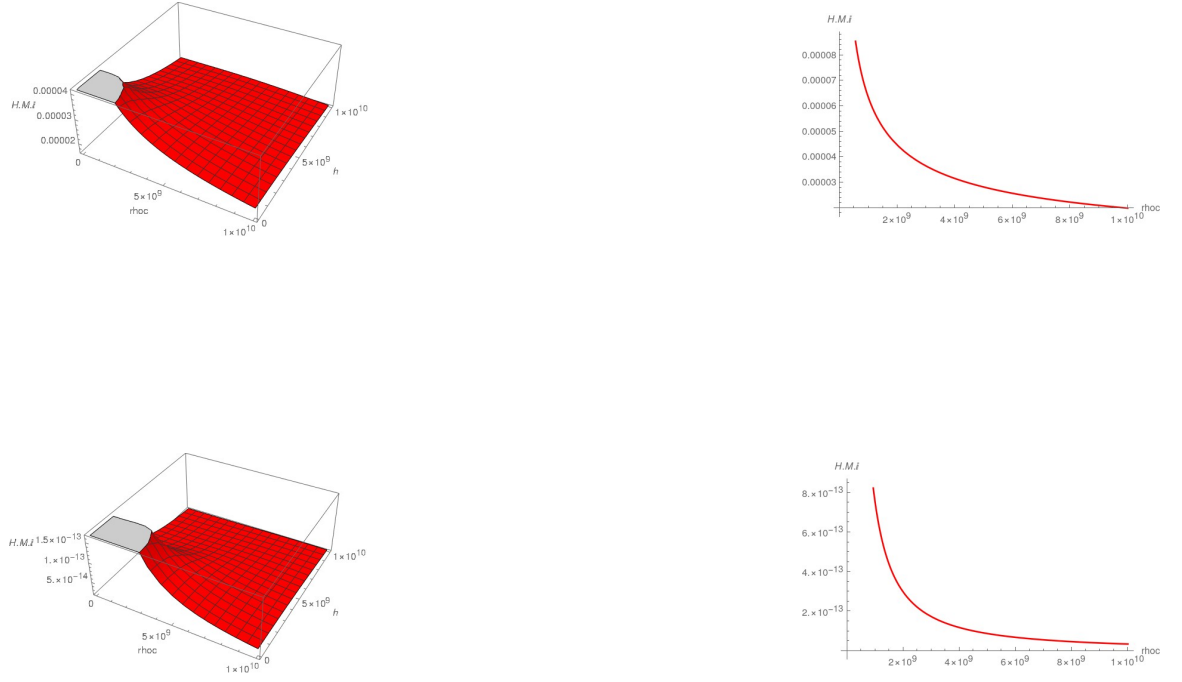 H.M.i
0.00004
0.00003
0.00002
0
5×10⁹
rhoc
1×10¹⁰
0
5×10⁹
h
1×10¹⁰
H.M.i
0.00008
0.00007
0.00006
0.00005
0.00004
0.00003
2×10⁹ 4×10⁹ 6×10⁹ 8×10⁹ 1×10¹⁰ rhoc
H.M.i
1.5×10⁻¹³
1.×10⁻¹³
5×10⁻¹⁴
0
5×10⁹
rhoc
1×10¹⁰
0
5×10⁹
h
1×10¹⁰
H.M.i
8.×10⁻¹³
6.×10⁻¹³
4.×10⁻¹³
2.×10⁻¹³
2×10⁹ 4×10⁹ 6×10⁹ 8×10⁹ 1×10¹⁰ rhoc